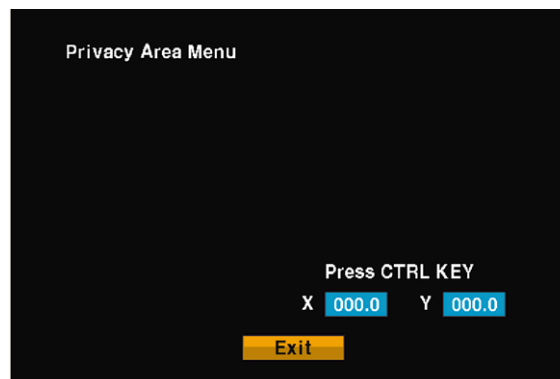 Privacy Area Menu
Press CTRL KEY
X 000.0 Y 000.0
Exit